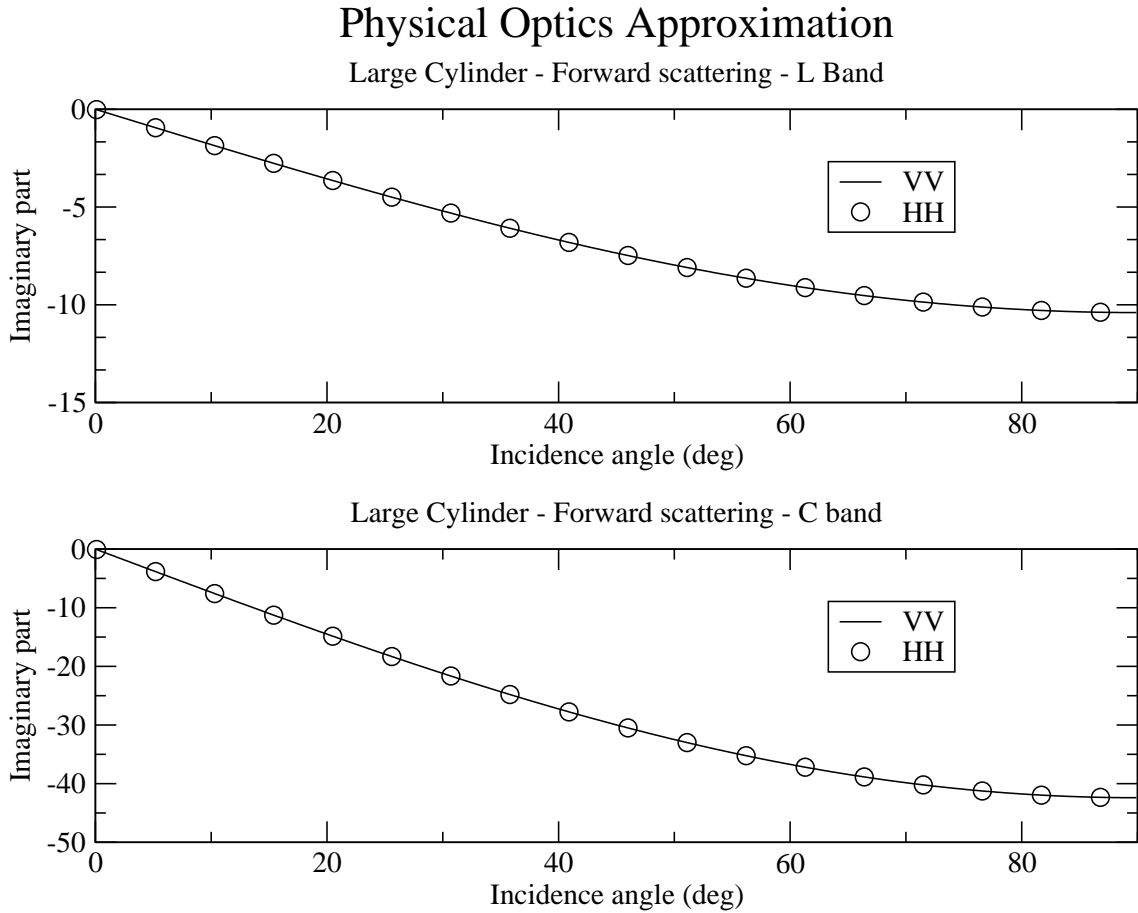 Physical Optics Approximation
Large Cylinder - Forward scattering - L Band
0
-5
-10
-15
Imaginary part
VV
HH
0 20 40 60 80
Incidence angle (deg)
Large Cylinder - Forward scattering - C band
0
-10
-20
-30
-40
-50
Imaginary part
VV
HH
0 20 40 60 80
Incidence angle (deg)